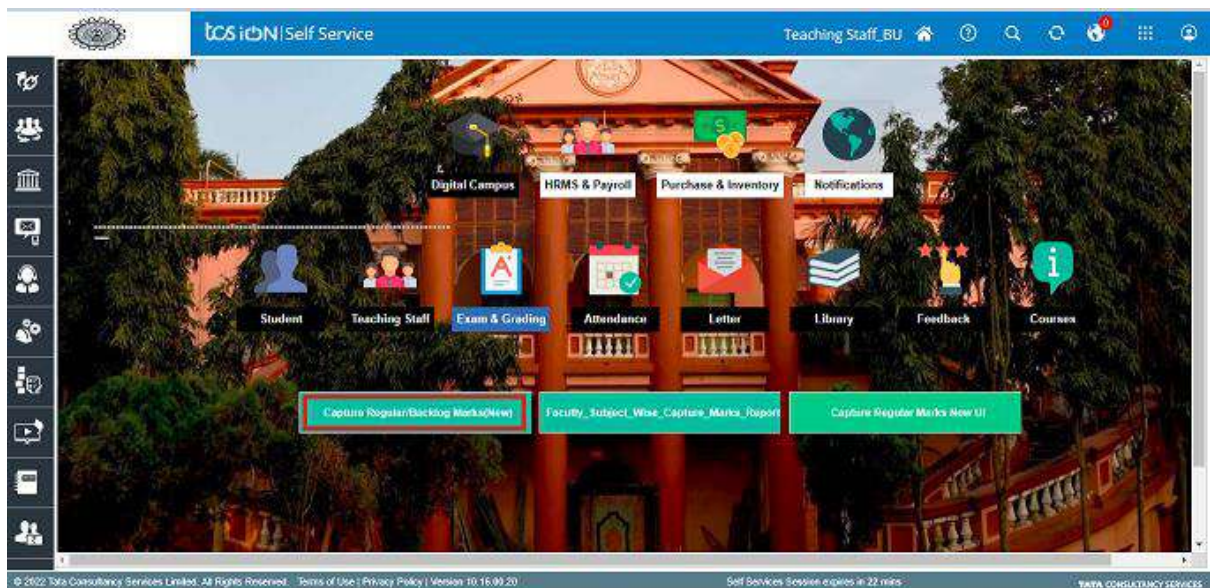 tcs iON | Self Service
Teaching Staff_BU
0
Digital Campus
HRMS & Payroll
Purchase & Inventory
Notifications
Student
Teaching Staff
Exam & Grading
Attendance
Letter
Library
Feedback
Courses
Capture Regular/Backlog Marks(New)
Faculty_Subject_Wise_Capture_Marks_Report
Capture Regular Marks New UI
© 2022 Tata Consultancy Services Limited. All Rights Reserved. Terms of Use | Privacy Policy | Version 10.16.00.20
Self Services Session expires in 22 mins
TATA CONSULTANCY SERVICES